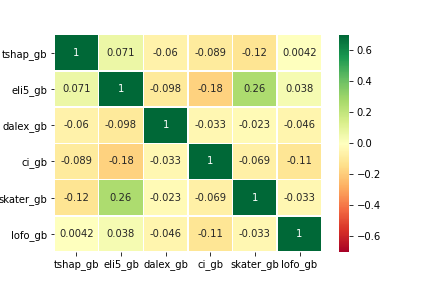 tshap_gb 1 0.071 -0.06 -0.089 -0.12 0.0042
eli5_gb 0.071 1 -0.098 -0.18 0.26 0.038
dalex_gb -0.06 -0.098 1 -0.033 -0.023 -0.046
ci_gb -0.089 -0.18 -0.033 1 -0.069 -0.11
skater_gb -0.12 0.26 -0.023 -0.069 1 -0.033
lofo_gb 0.0042 0.038 -0.046 -0.11 -0.033 1
tshap_gb eli5_gb dalex_gb ci_gb skater_gb lofo_gb
0.6
0.4
0.2
0.0
−0.2
−0.4
−0.6